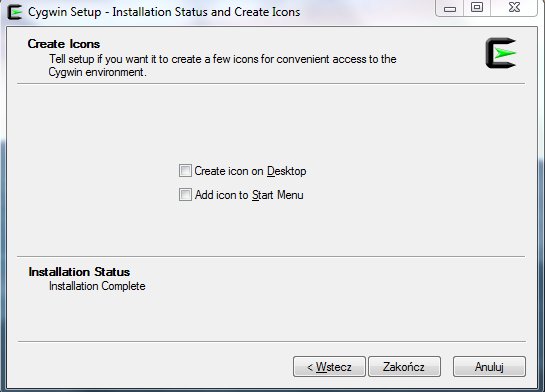 Cygwin Setup - Installation Status and Create Icons
Create Icons
Tell setup if you want it to create a few icons for convenient access to the
Cygwin environment.
Create icon on Desktop
Add icon to Start Menu
Installation Status
Installation Complete
< Wstecz Zakończ Anuluj